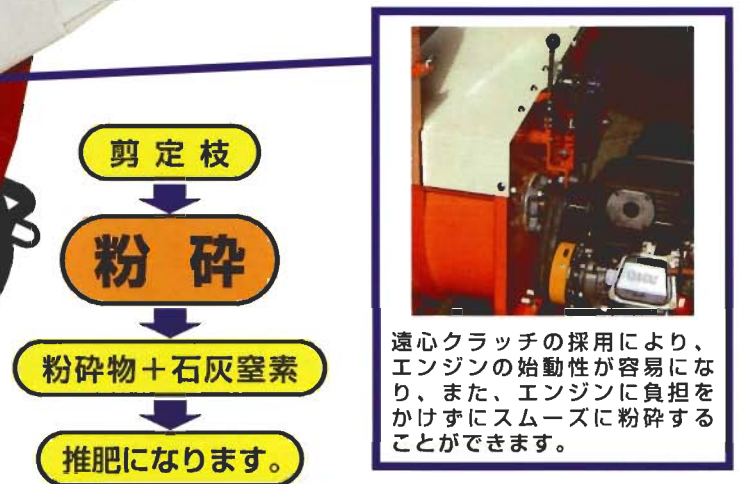 剪定枝
粉砕
粉砕物＋石灰窒素
推肥になります。
遠心クラッチの採用により、
エンジンの始動性が容易にな
り、また、エンジンに負担を
かけずにスムーズに粉砕する
ことができます。